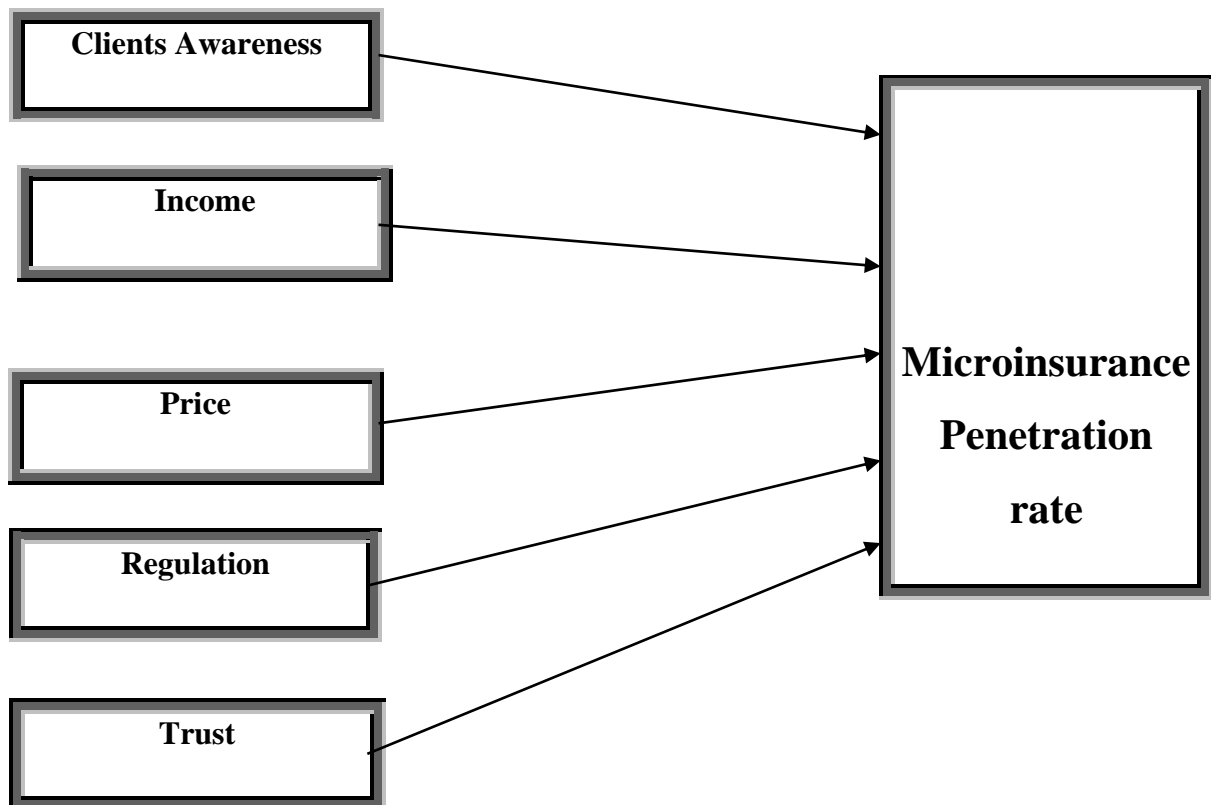 Clients Awareness
Income
Price
Regulation
Trust
Microinsurance
Penetration
rate